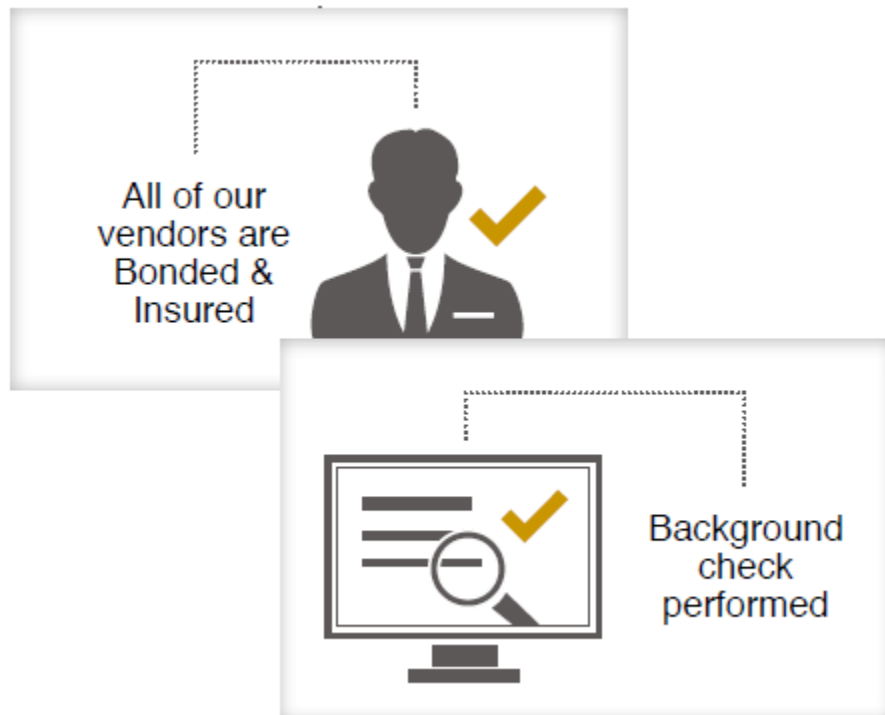 All of our
vendors are
Bonded &
Insured
Background
check
performed